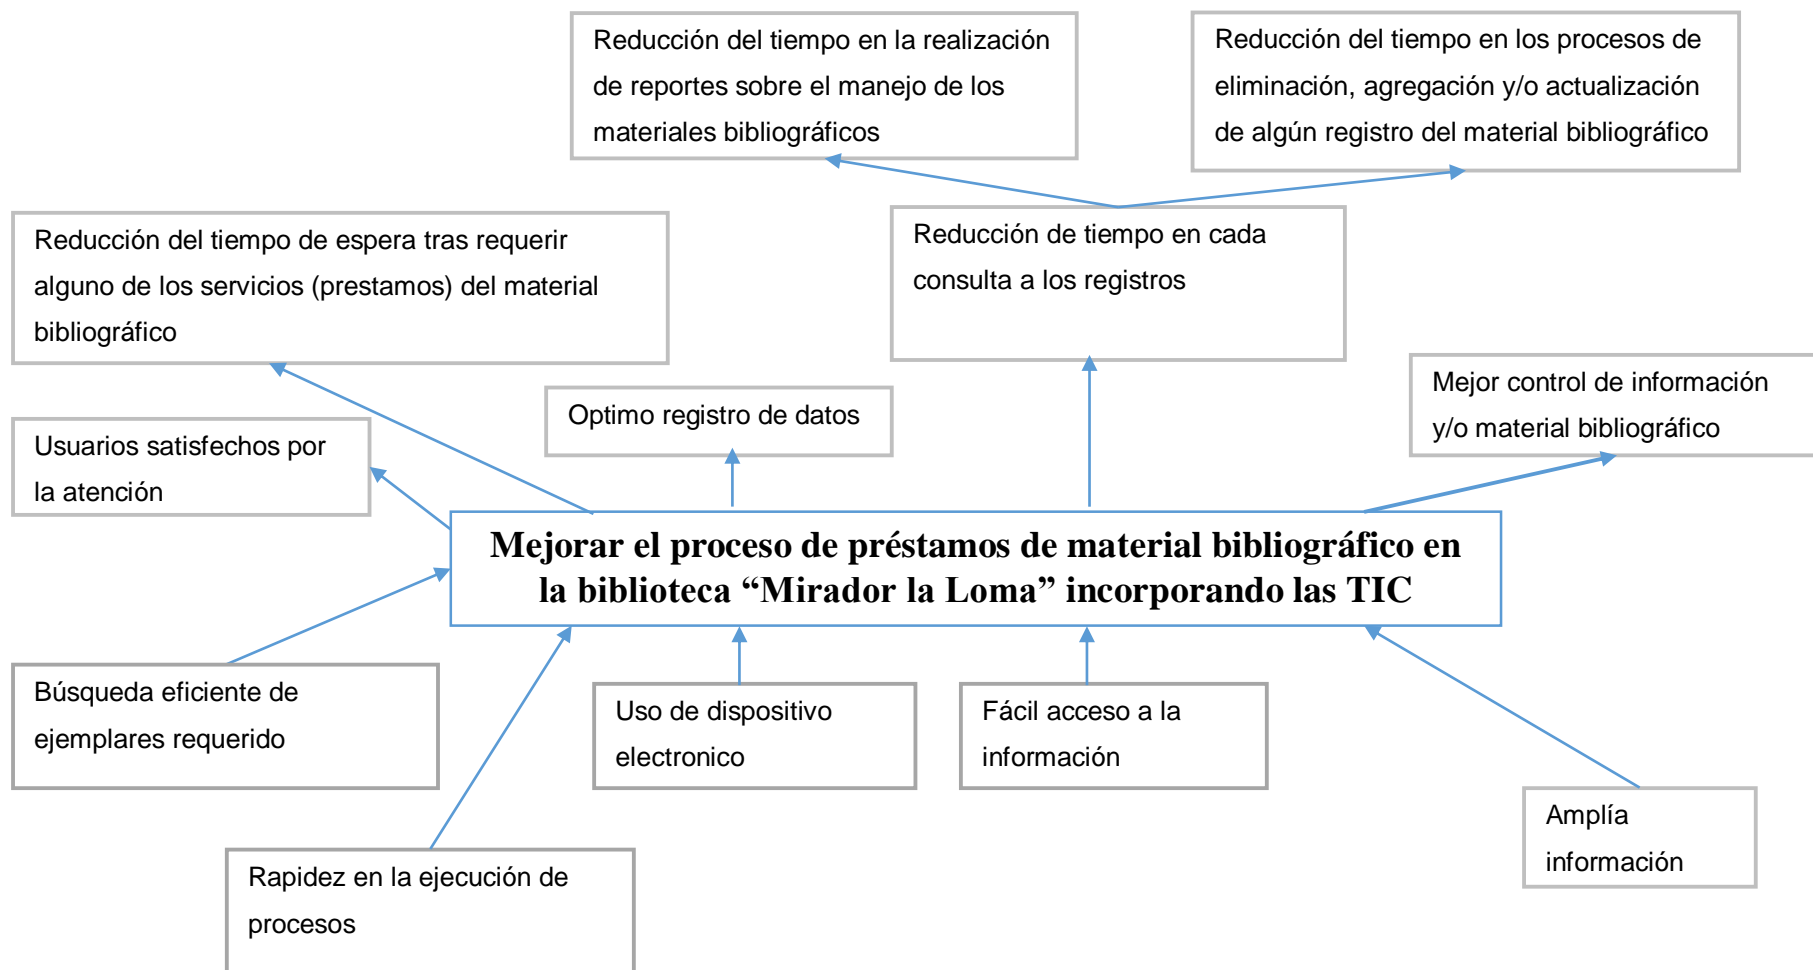 Reducción del tiempo en la realización
de reportes sobre el manejo de los
materiales bibliográficos
Reducción del tiempo en los procesos de
eliminación, agregación y/o actualización
de algún registro del material bibliográfico
Reducción del tiempo de espera tras requerir
alguno de los servicios (prestamos) del material
bibliográfico
Reducción de tiempo en cada
consulta a los registros
Mejor control de información
y/o material bibliográfico
Optimo registro de datos
Usuarios satisfechos por
la atención
Mejorar el proceso de préstamos de material bibliográfico en
la biblioteca “Mirador la Loma” incorporando las TIC
Búsqueda eficiente de
ejemplares requerido
Uso de dispositivo
electronico
Fácil acceso a la
información
Amplía
información
Rapidez en la ejecución de
procesos